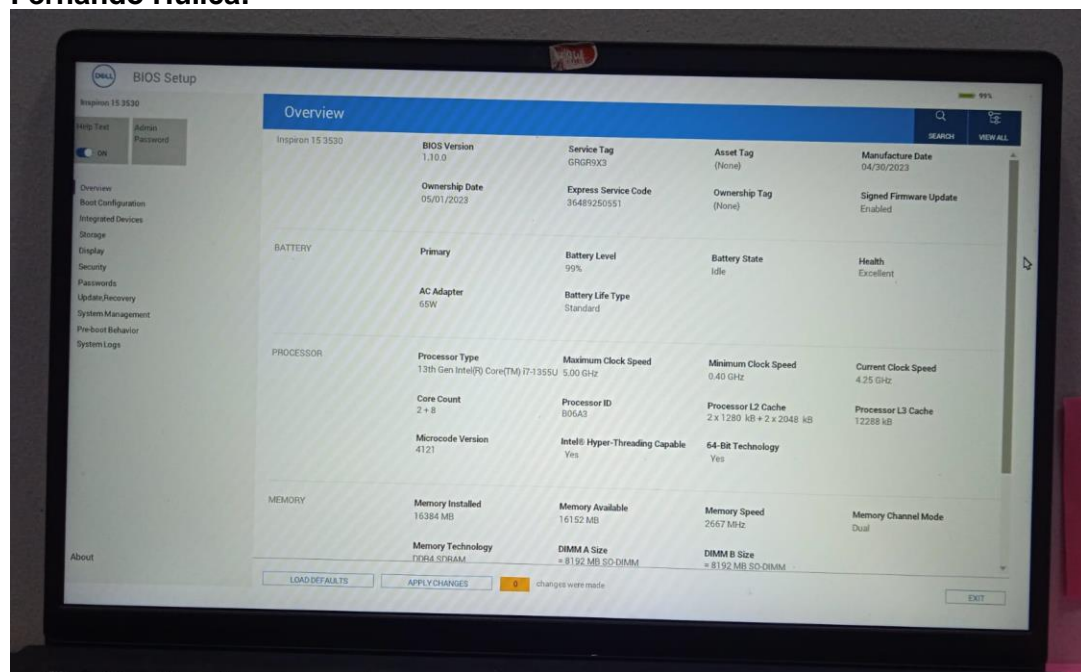 DELL
BIOS Setup
Inspiron 15 3530
99%
Help Text
ON
Admin
Password
Overview
Boot Configuration
Integrated Devices
Storage
Display
Security
Passwords
Update,Recovery
System Management
Pre-boot Behavior
System Logs
About
Overview
SEARCH
VIEW ALL
Inspiron 15 3530
BIOS Version
1.10.0
Service Tag
GRGR9X3
Asset Tag
(None)
Manufacture Date
04/30/2023
Ownership Date
05/01/2023
Express Service Code
36489250551
Ownership Tag
(None)
Signed Firmware Update
Enabled
BATTERY
Primary
Battery Level
99%
Battery State
Idle
Health
Excellent
AC Adapter
65W
Battery Life Type
Standard
PROCESSOR
Processor Type
13th Gen Intel(R) Core(TM) i7-1355U
Maximum Clock Speed
5.00 GHz
Minimum Clock Speed
0.40 GHz
Current Clock Speed
4.25 GHz
Core Count
2 + 8
Processor ID
B06A3
Processor L2 Cache
2 x 1280 kB + 2 x 2048 kB
Processor L3 Cache
12288 kB
Microcode Version
4121
Intel® Hyper-Threading Capable
Yes
64-Bit Technology
Yes
MEMORY
Memory Installed
16384 MB
Memory Available
16152 MB
Memory Speed
2667 MHz
Memory Channel Mode
Dual
Memory Technology
DDR4 SDRAM
DIMM A Size
= 8192 MB SO-DIMM
DIMM B Size
= 8192 MB SO-DIMM
LOAD DEFAULTS
APPLY CHANGES
0
changes were made
EXIT